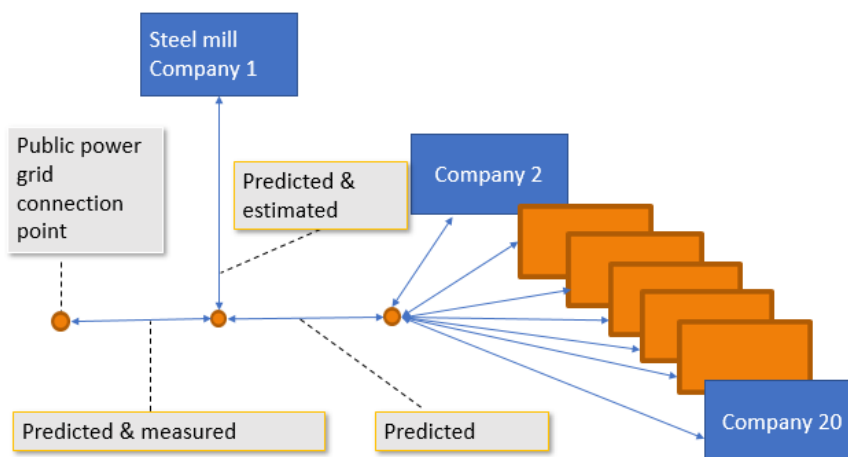 Steel mill
Company 1
Public power
grid
connection
point
Predicted &
estimated
Company 2
Predicted & measured
Predicted
Company 20